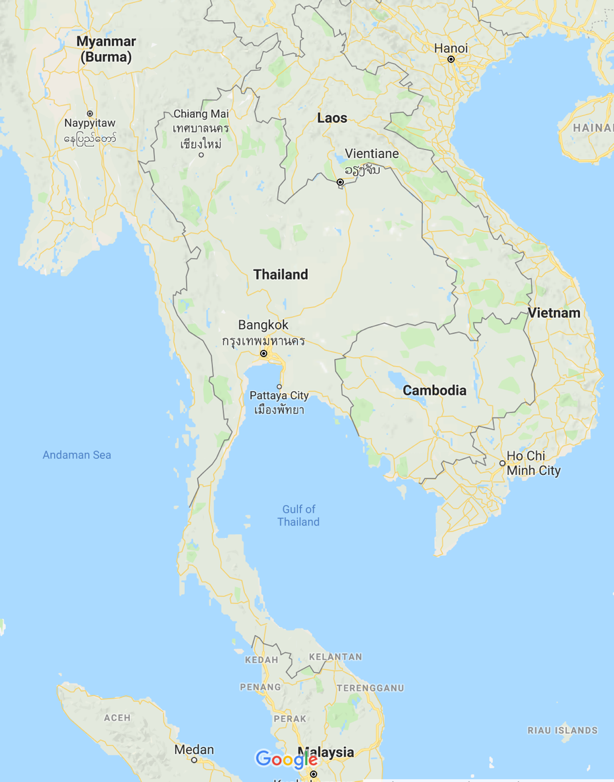 Myanmar
(Burma)
Hanoi
Naypyitaw
နေပြည်တော်
Chiang Mai
เทศบาลนคร
เชียงใหม่
Laos
HAINAN
Vientiane
ວຽງຈັນ
Thailand
Vietnam
Bangkok
กรุงเทพมหานคร
Pattaya City
เมืองพัทยา
Cambodia
Andaman Sea
Ho Chi
Minh City
Gulf of
Thailand
KEDAH
KELANTAN
PENANG
TERENGGANU
PERAK
ACEH
RIAU ISLANDS
Medan
Google
Malaysia